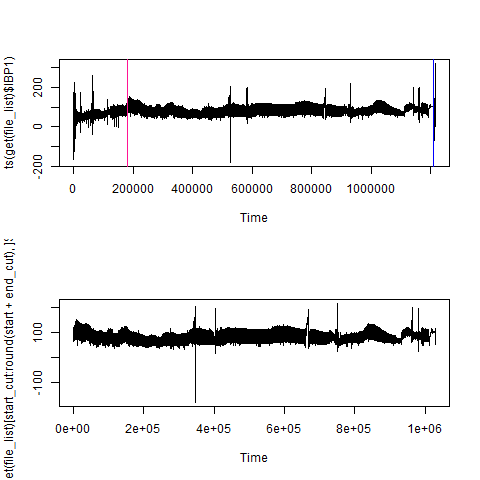 ts(get(file_list)$IBP1)
200
0
-200
0 200000 400000 600000 800000 1000000
Time
et(file_list)[start_cut:round(start + end_cut), ]$
100
-100
0e+00 2e+05 4e+05 6e+05 8e+05 1e+06
Time